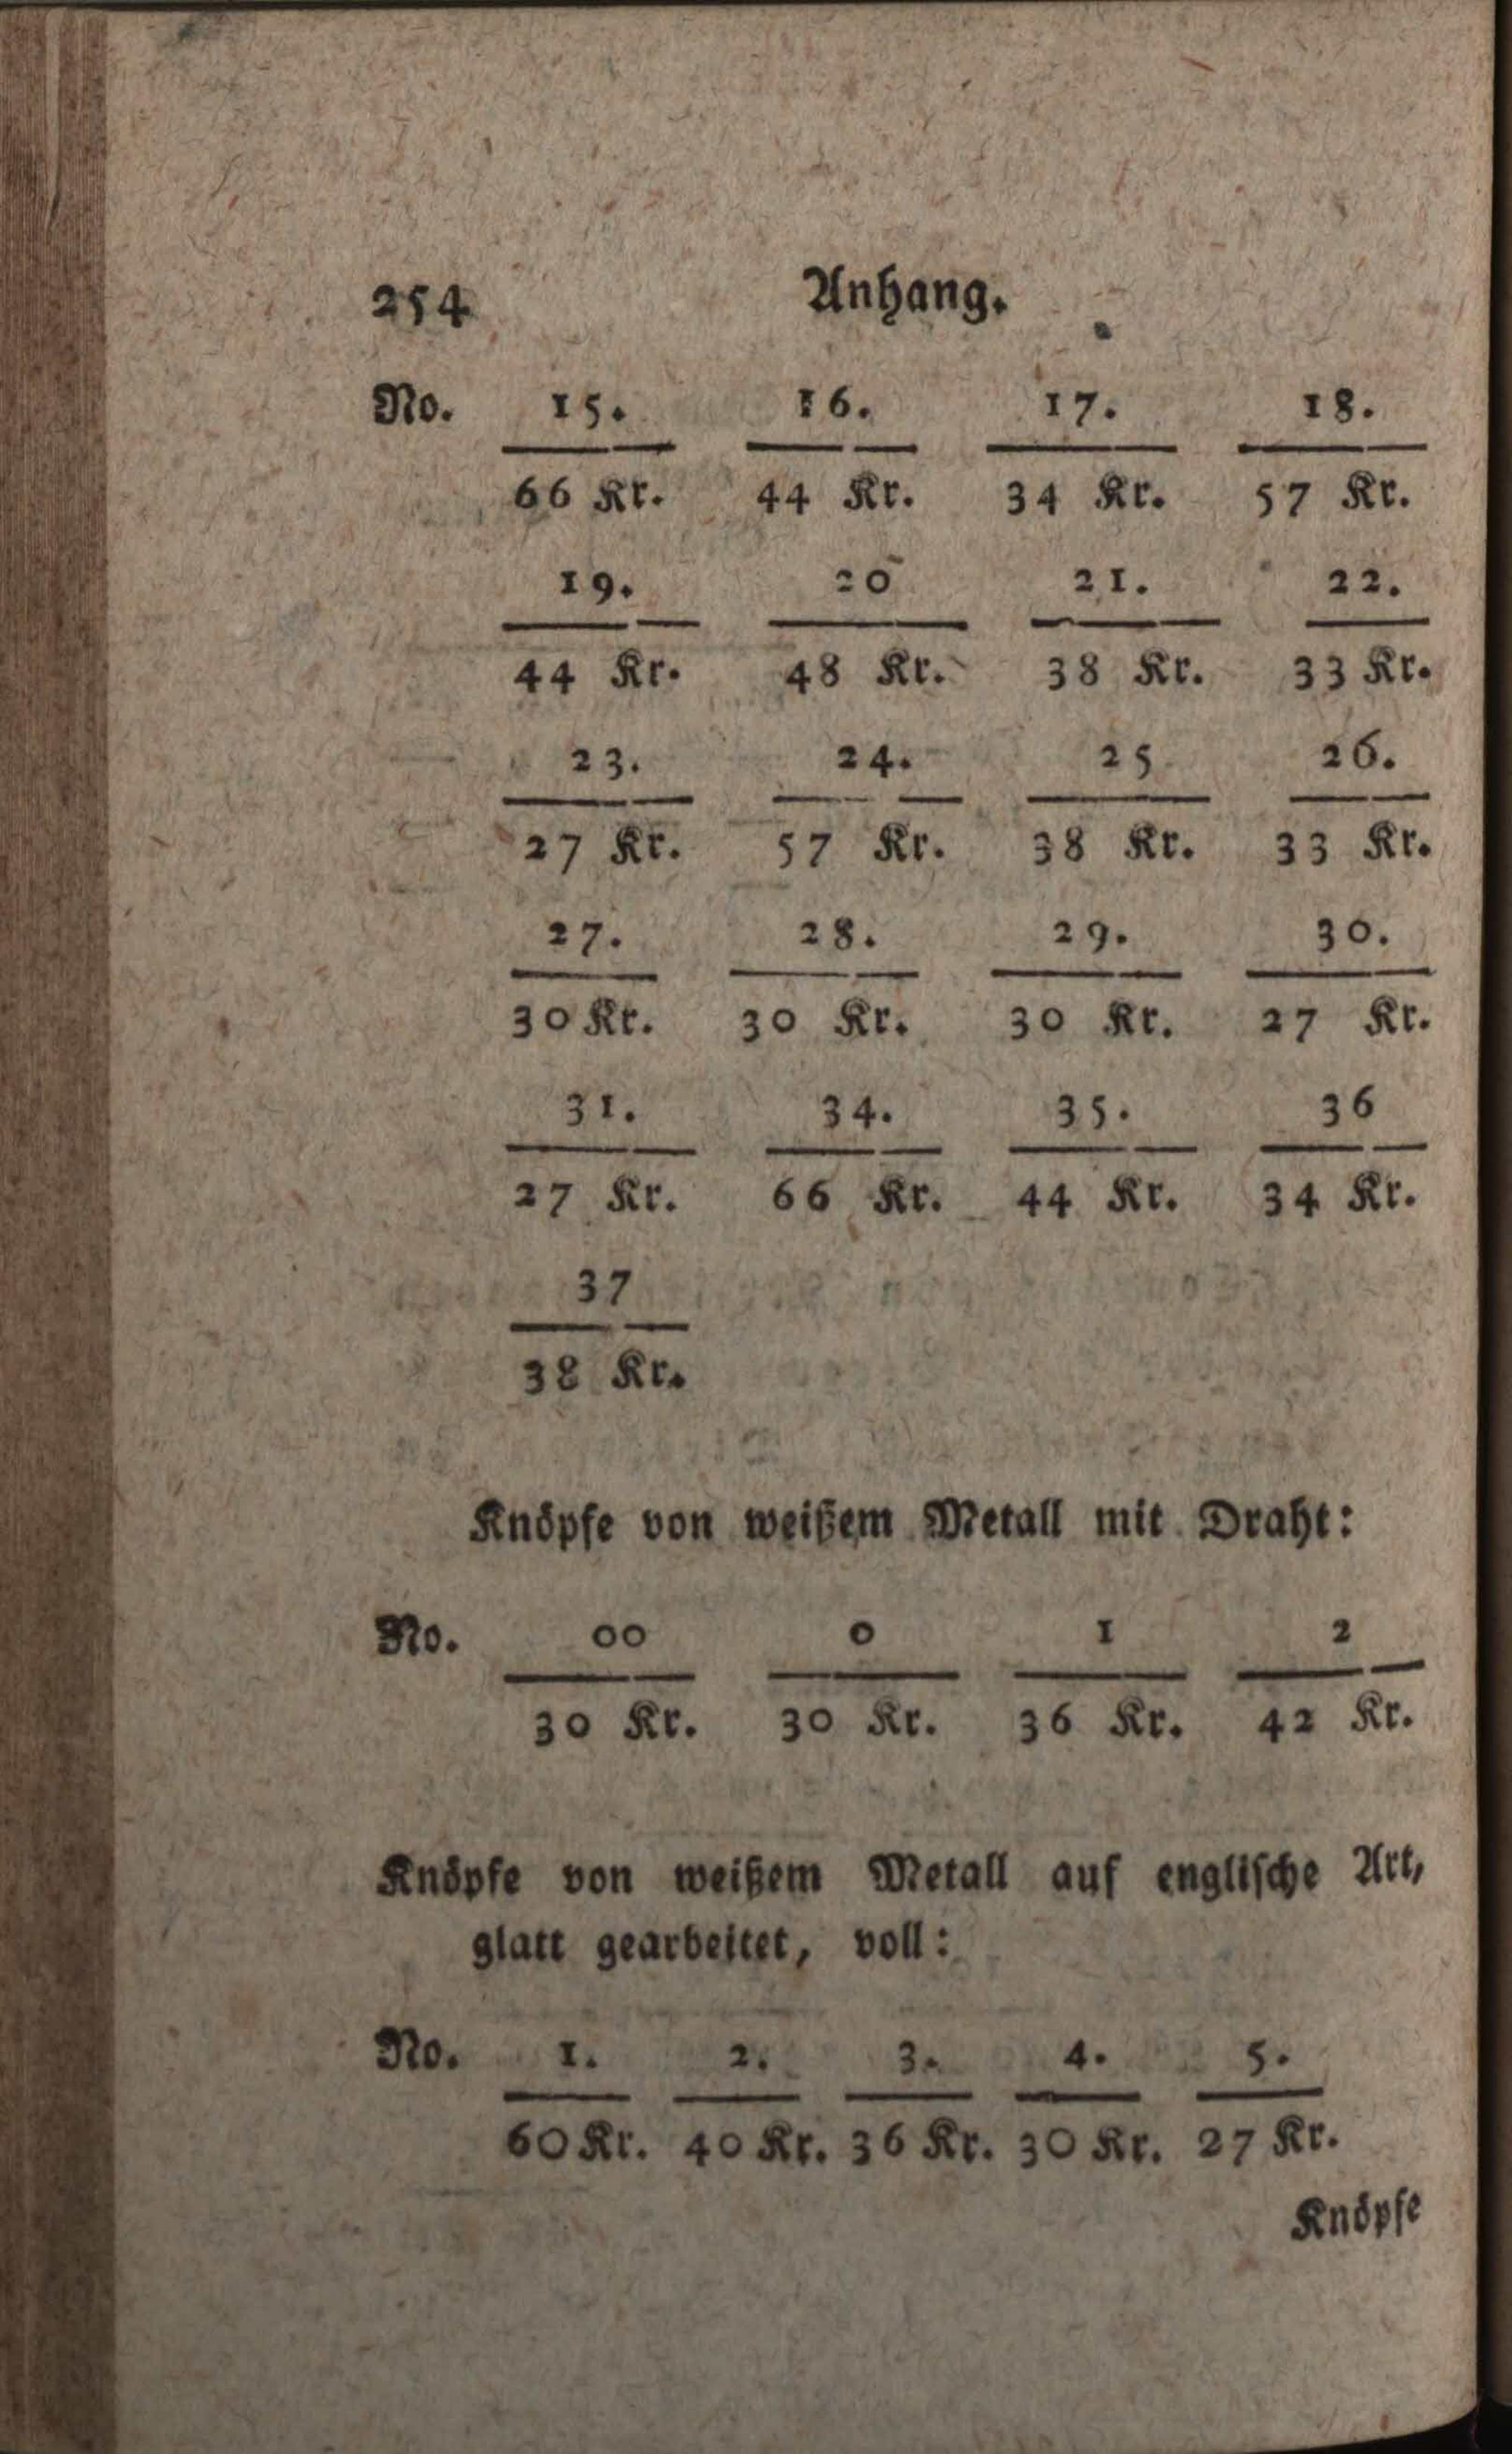 254 Anhang.
No. 15. 16. 17. 18.
66 Kr. 44 Kr. 34 Kr. 57 Kr.
19. 20 21. 22.
44 Kr. 48 Kr. 38 Kr. 33 Kr.
23. 24. 25 26.
27 Kr. 57 Kr. 38 Kr. 33 Kr.
27. 28. 29. 30.
30 Kr. 30 Kr. 30 Kr. 27 Kr.
31. 34. 35. 36
27 Kr. 66 Kr. 44 Kr. 34 Kr.
37
38 Kr.
Knöpfe von weißem Metall mit Draht:
No. 00 0 1 2
30 Kr. 30 Kr. 36 Kr. 42 Kr.
Knöpfe von weißem Metall auf englische Art,
glatt gearbeitet, voll:
No. 1. 2. 3. 4. 5.
60 Kr. 40 Kr. 36 Kr. 30 Kr. 27 Kr.
Knöpfe